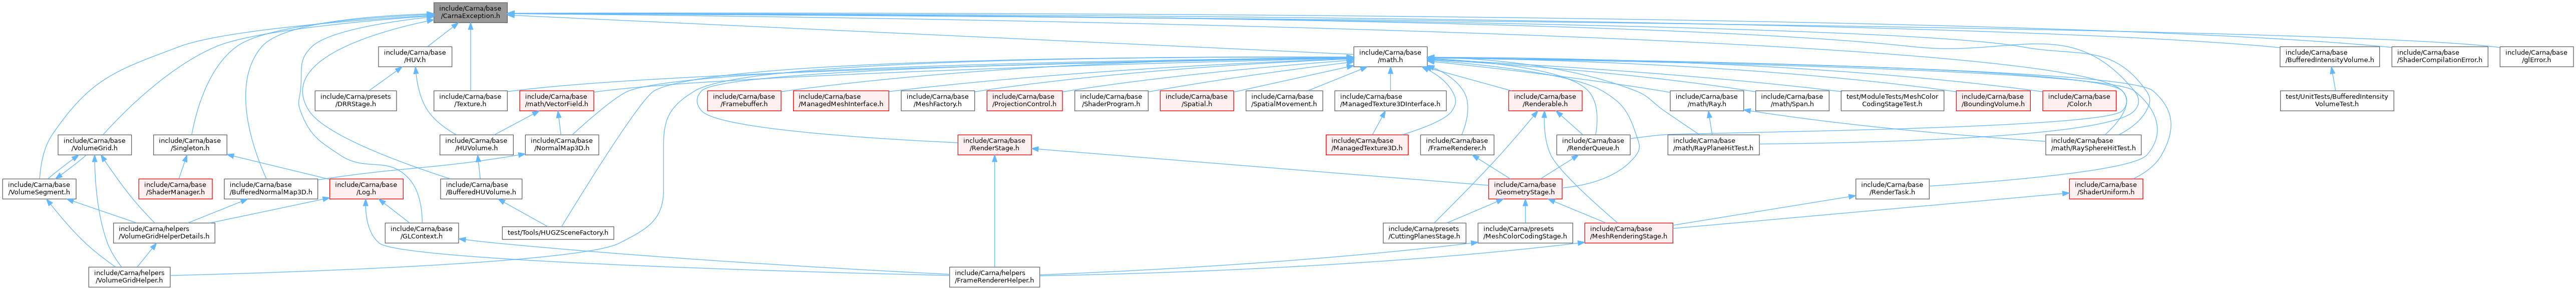 include/Carna/base
/CarnaException.h
include/Carna/base
/HUV.h
include/Carna/base
/math.h
include/Carna/base
/BufferedIntensityVolume.h
include/Carna/base
/ShaderCompilationError.h
include/Carna/base
/glError.h
include/Carna/presets
/DRRStage.h
include/Carna/base
/Texture.h
include/Carna/base
/math/VectorField.h
include/Carna/base
/Framebuffer.h
include/Carna/base
/ManagedMeshInterface.h
include/Carna/base
/MeshFactory.h
include/Carna/base
/ProjectionControl.h
include/Carna/base
/ShaderProgram.h
include/Carna/base
/Spatial.h
include/Carna/base
/SpatialMovement.h
include/Carna/base
/ManagedTexture3DInterface.h
include/Carna/base
/Renderable.h
include/Carna/base
/math/Ray.h
include/Carna/base
/math/Span.h
test/ModuleTests/MeshColor
CodingStageTest.h
include/Carna/base
/BoundingVolume.h
include/Carna/base
/Color.h
test/UnitTests/BufferedIntensity
VolumeTest.h
include/Carna/base
/VolumeGrid.h
include/Carna/base
/Singleton.h
include/Carna/base
/HUVolume.h
include/Carna/base
/NormalMap3D.h
include/Carna/base
/RenderStage.h
include/Carna/base
/ManagedTexture3D.h
include/Carna/base
/FrameRenderer.h
include/Carna/base
/RenderQueue.h
include/Carna/base
/math/RayPlaneHitTest.h
include/Carna/base
/math/RaySphereHitTest.h
include/Carna/base
/VolumeSegment.h
include/Carna/base
/ShaderManager.h
include/Carna/base
/BufferedNormalMap3D.h
include/Carna/base
/Log.h
include/Carna/base
/BufferedHUVolume.h
include/Carna/base
/GeometryStage.h
include/Carna/base
/RenderTask.h
include/Carna/base
/ShaderUniform.h
include/Carna/helpers
/VolumeGridHelperDetails.h
include/Carna/base
/GLContext.h
test/Tools/HUGZSceneFactory.h
include/Carna/presets
/CuttingPlanesStage.h
include/Carna/presets
/MeshColorCodingStage.h
include/Carna/base
/MeshRenderingStage.h
include/Carna/helpers
/VolumeGridHelper.h
include/Carna/helpers
/FrameRendererHelper.h